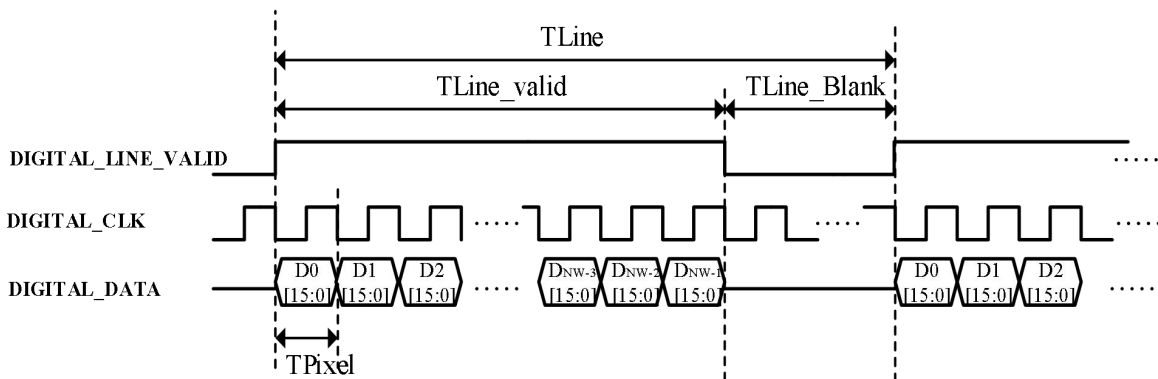 TLine
TLine_valid TLine_Blank
DIGITAL_LINE_VALID ·····
DIGITAL_CLK ····· ····· ·····
DIGITAL_DATA D0 [15:0] D1 [15:0] D2 [15:0] ····· DNW-3 [15:0] DNW-2 [15:0] DNW-1 [15:0] D0 [15:0] D1 [15:0] D2 [15:0] ·····
TPixel